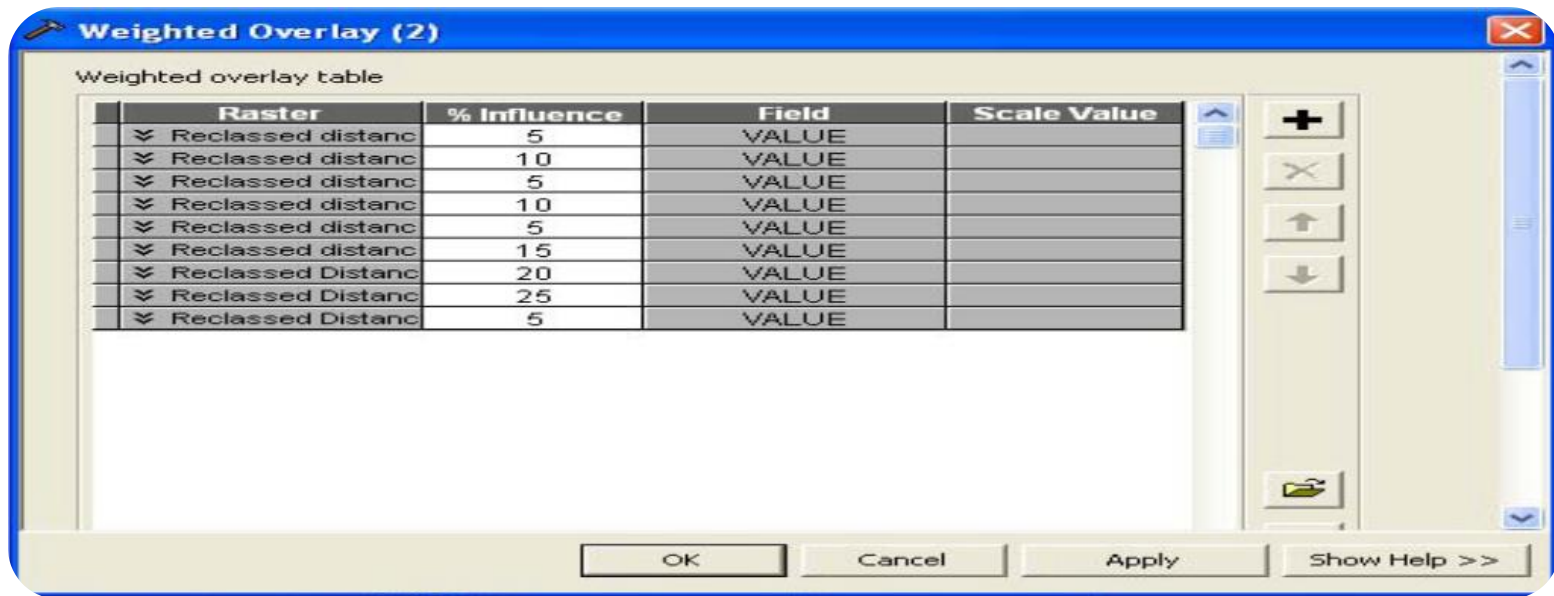 Weighted Overlay (2)
Weighted overlay table
Raster % Influence Field Scale Value
Reclassed distanc 5 VALUE
Reclassed distanc 10 VALUE
Reclassed distanc 5 VALUE
Reclassed distanc 10 VALUE
Reclassed distanc 5 VALUE
Reclassed distanc 15 VALUE
Reclassed Distanc 20 VALUE
Reclassed Distanc 25 VALUE
Reclassed Distanc 5 VALUE
OK Cancel Apply Show Help >>